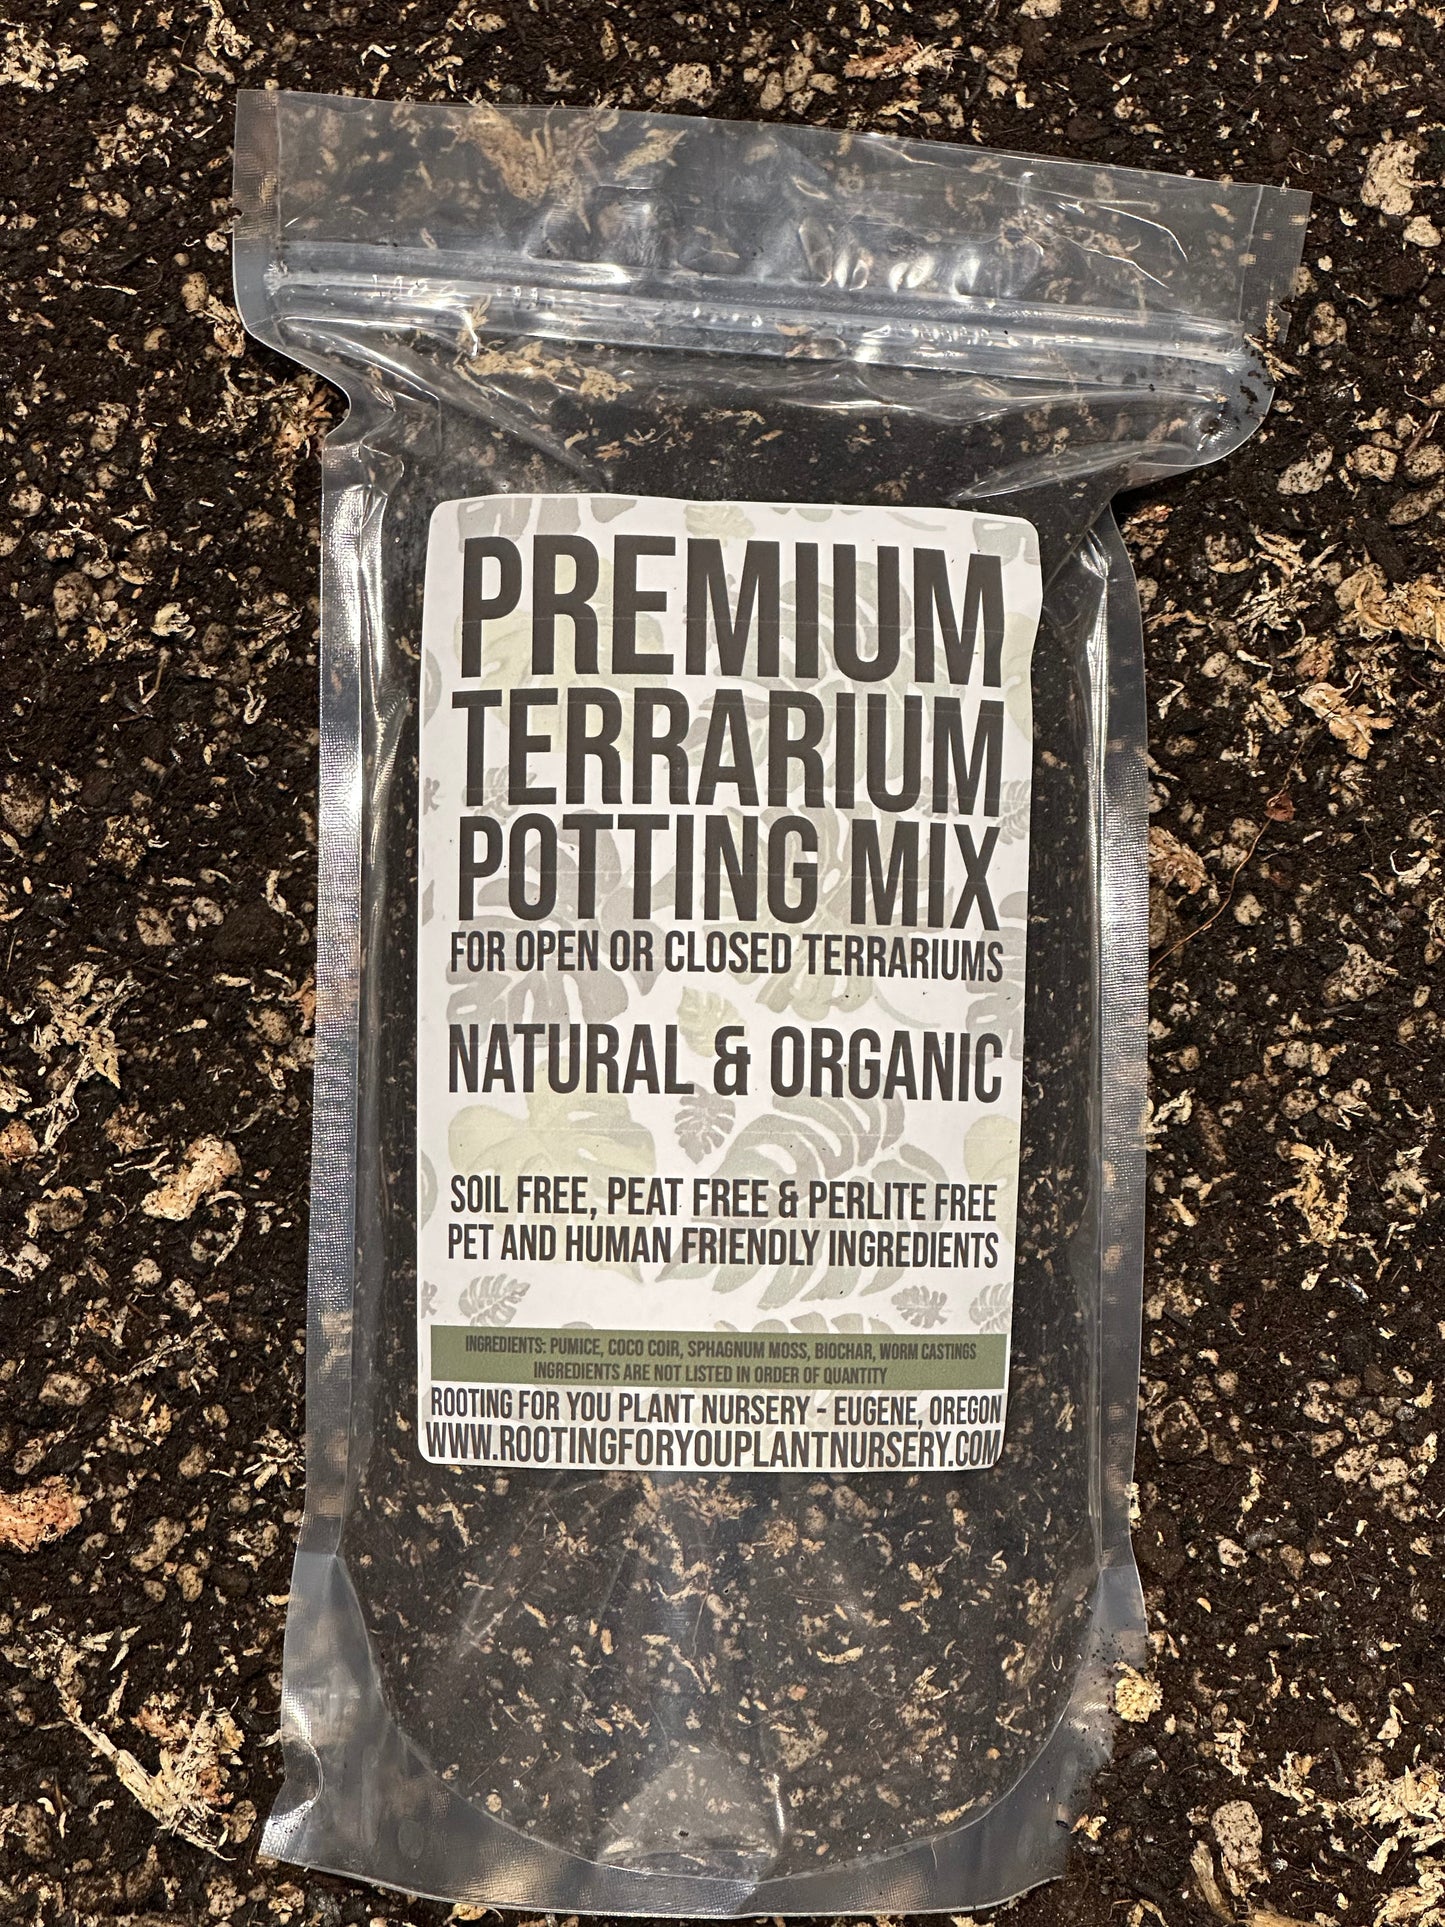 PREMIUM
TERRARIUM
POTTING MIX
FOR OPEN OR CLOSED TERRARIUMS
NATURAL & ORGANIC
SOIL FREE, PEAT FREE & PERLITE FREE
PET AND HUMAN FRIENDLY INGREDIENTS
INGREDIENTS: PUMICE, COCO COIR, SPHAGNUM MOSS, BIOCHAR, WORM CASTINGS
INGREDIENTS ARE NOT LISTED IN ORDER OF QUANTITY
ROOTING FOR YOU PLANT NURSERY - EUGENE, OREGON
WWW.ROOTINGFORYOUPLANTNURSERY.COM